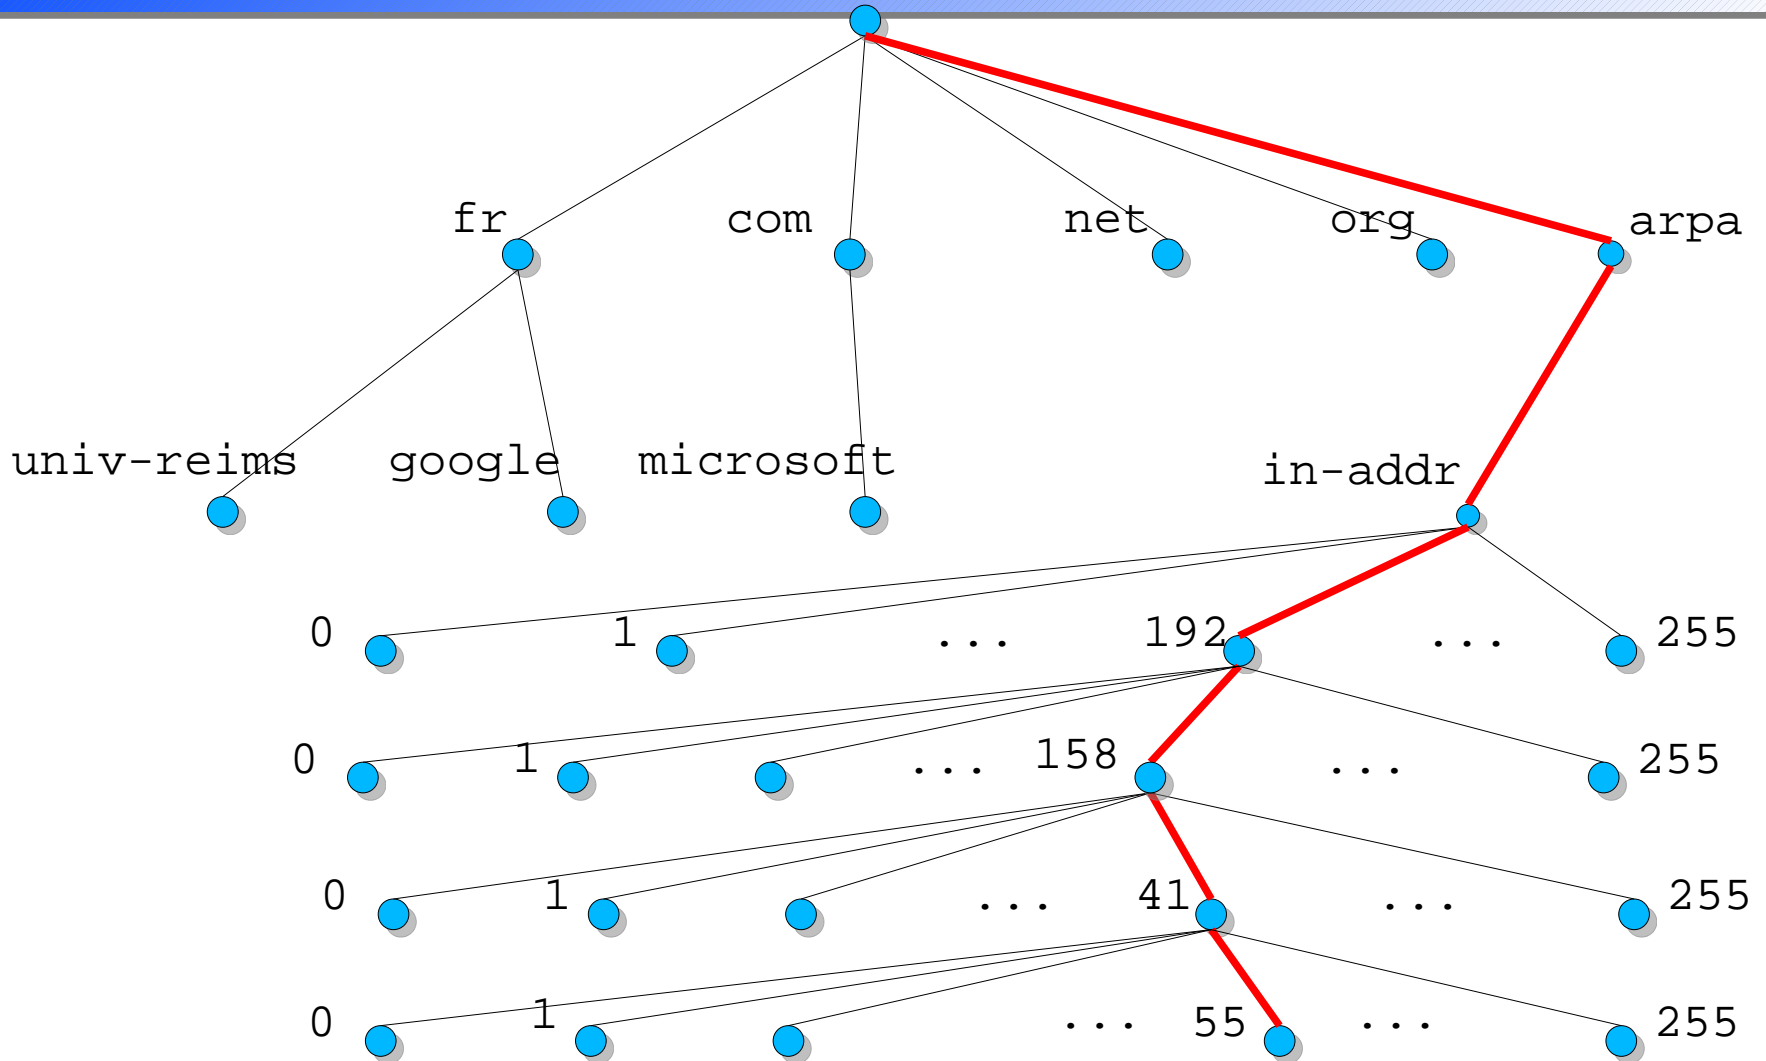 fr com net org arpa
univ-reims google microsoft in-addr
0 1 ... 192 ... 255
0 1 ... 158 ... 255
0 1 ... 41 ... 255
0 1 ... 55 ... 255